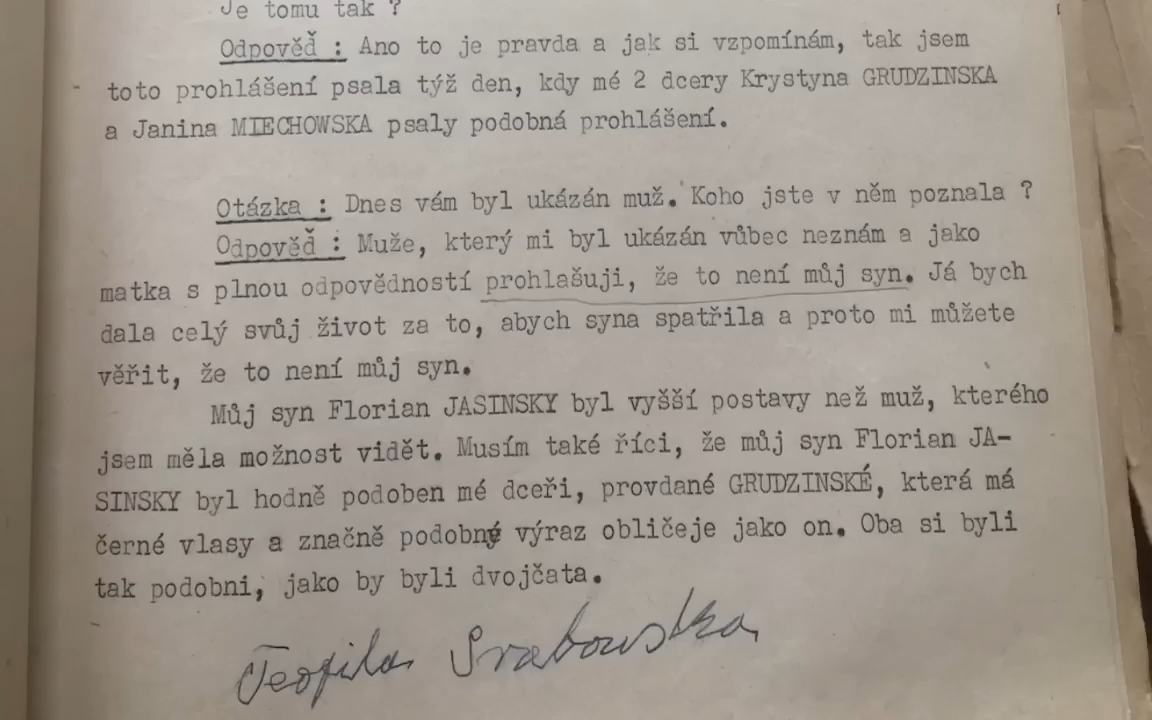 Je tomu tak ?
Odpověď : Ano to je pravda a jak si vzpomínám, tak jsem
toto prohlášení psala týž den, kdy mé 2 dcery Krystyna GRUDZINSKA
a Janina MIECHOWSKA psaly podobná prohlášení.
Otázka : Dnes vám byl ukázán muž. Koho jste v něm poznala ?
Odpověď : Muže, který mi byl ukázán vůbec neznám a jako
matka s plnou odpovědností prohlašuji, že to není můj syn. Já bych
dala celý svůj život za to, abych syna spatřila a proto mi můžete
věřit, že to není můj syn.
Můj syn Florian JASINSKY byl vyšší postavy než muž, kterého
jsem měla možnost vidět. Musím také říci, že můj syn Florian JA-
SINSKY byl hodně podoben mé dceři, provdané GRUDZINSKÉ, která má
černé vlasy a značně podobný výraz obličeje jako on. Oba si byli
tak podobni, jako by byli dvojčata.
Teofila